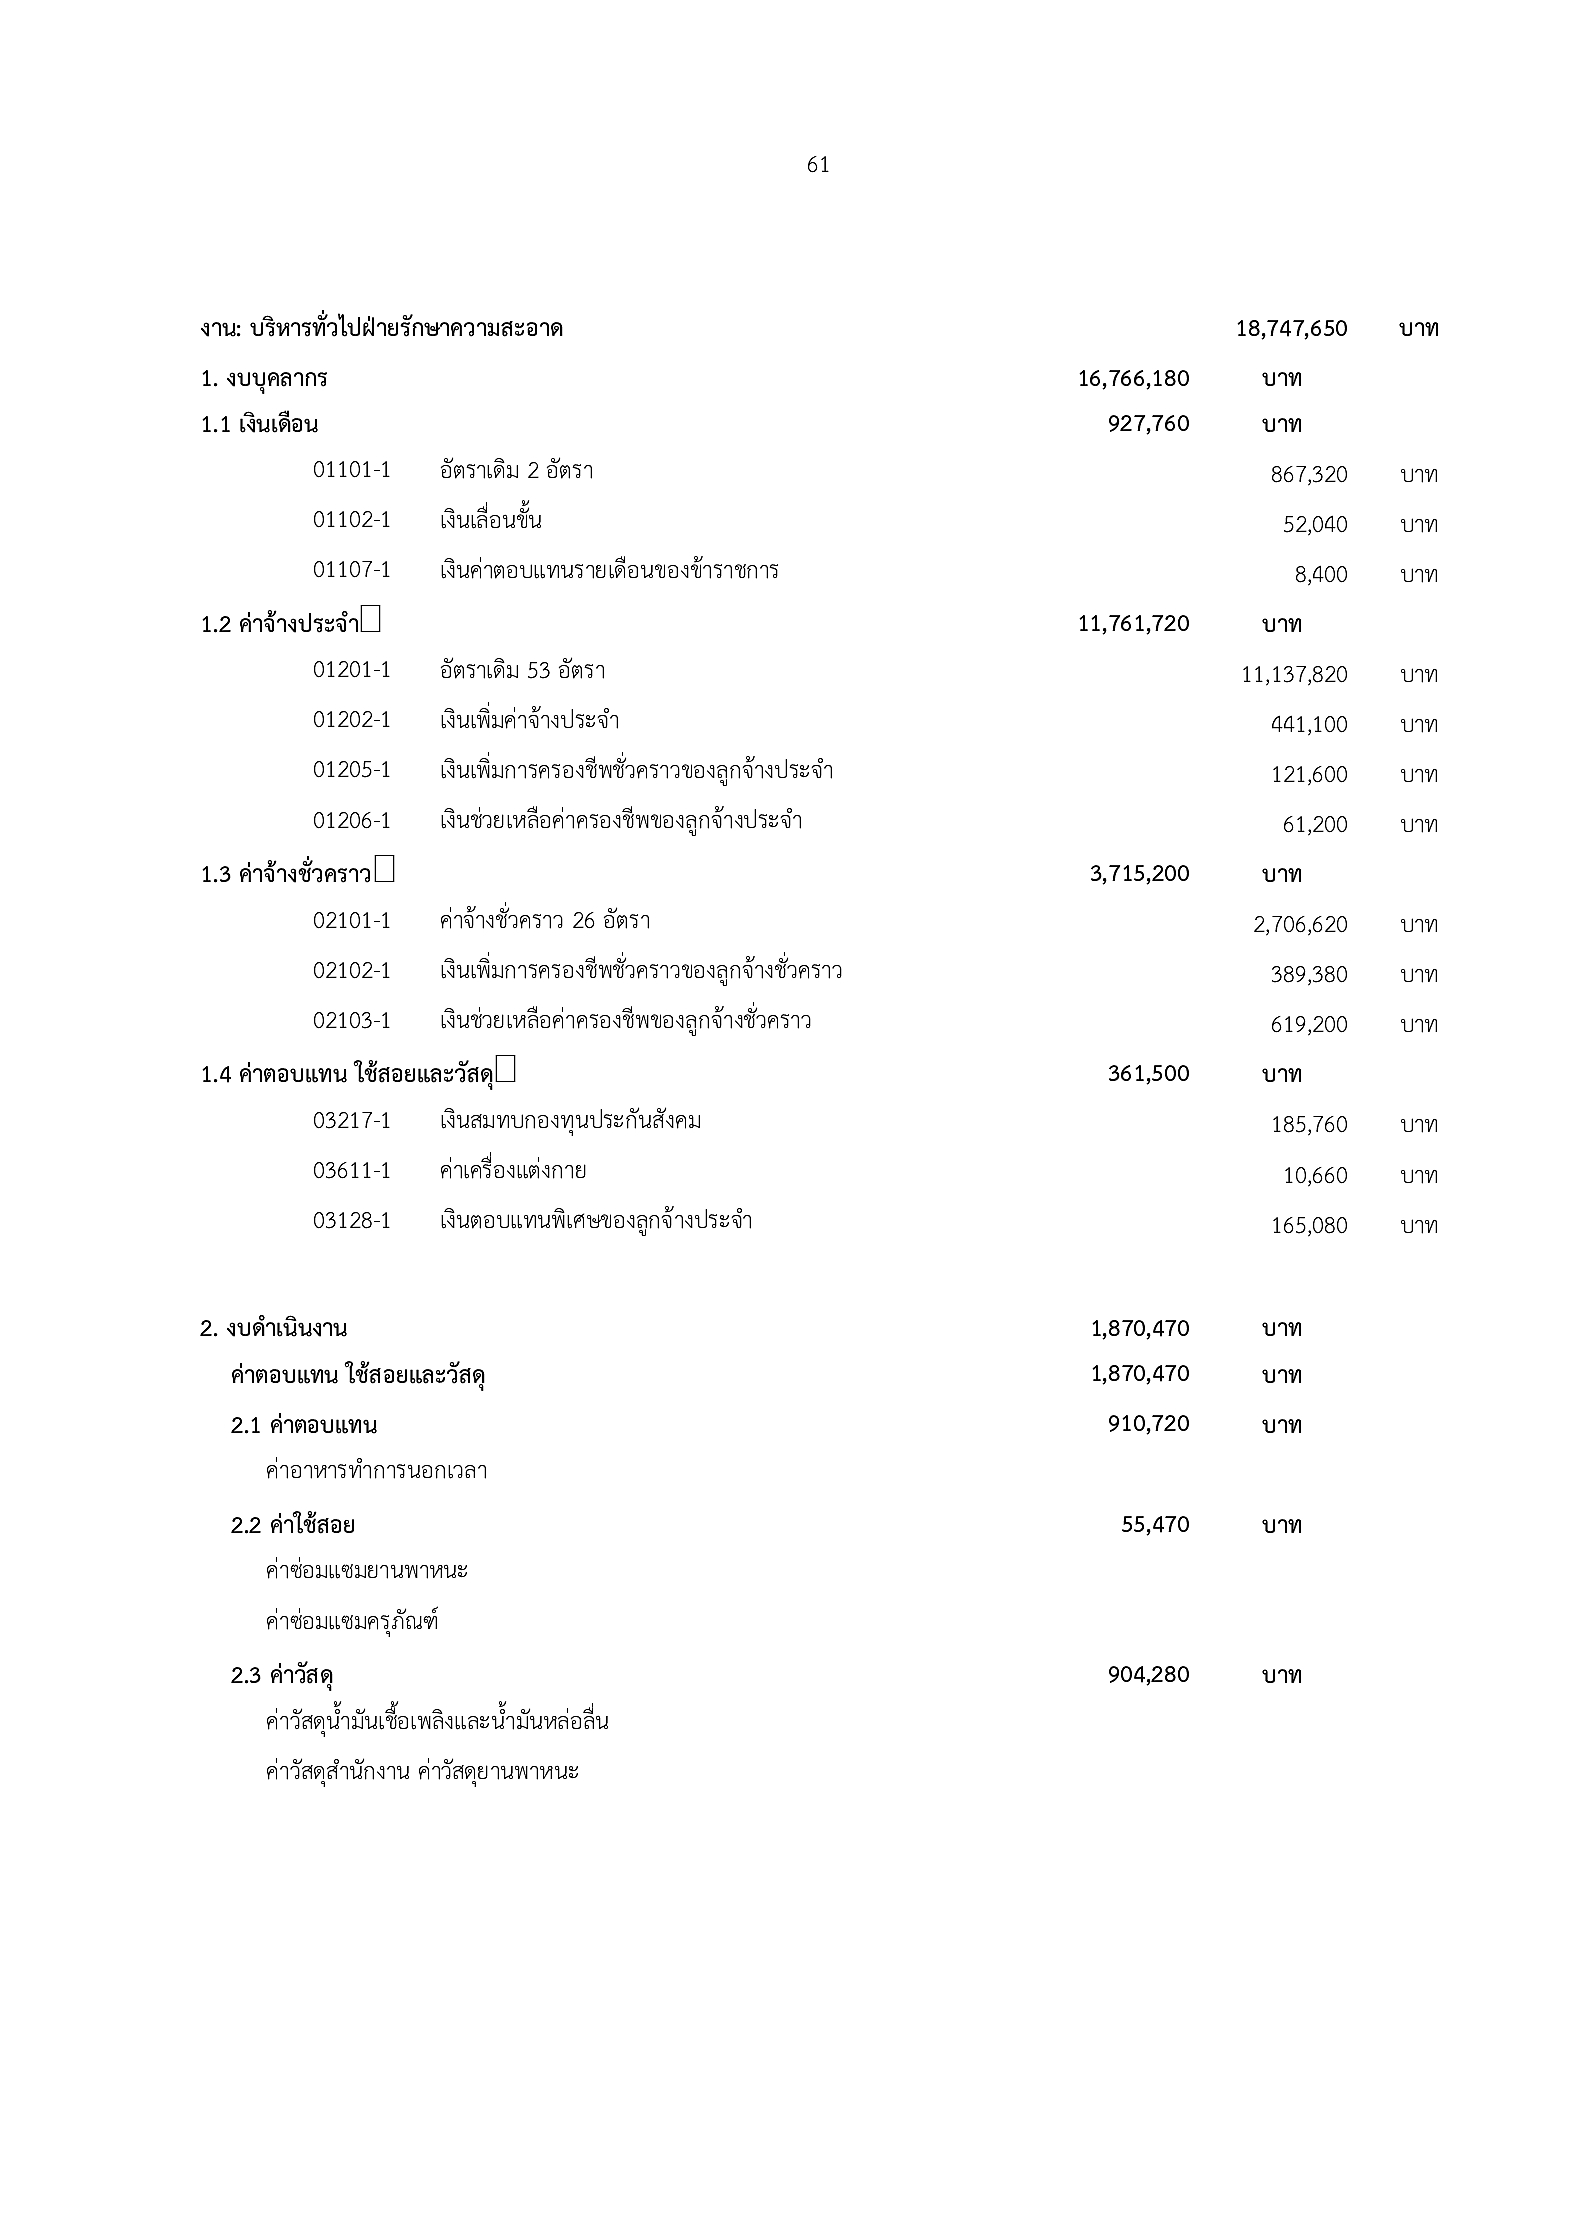 61
งาน: บริหารทั่วไปฝ่ายรักษาความสะอาด 18,747,650 บาท
1. งบบุคลากร 16,766,180 บาท
1.1 เงินเดือน 927,760 บาท
01101-1 อัตราเดิม 2 อัตรา 867,320 บาท
01102-1 เงินเลื่อนขั้น 52,040 บาท
01107-1 เงินค่าตอบแทนรายเดือนของข้าราชการ 8,400 บาท
1.2 ค่าจ้างประจำ 11,761,720 บาท
01201-1 อัตราเดิม 53 อัตรา 11,137,820 บาท
01202-1 เงินเพิ่มค่าจ้างประจำ 441,100 บาท
01205-1 เงินเพิ่มการครองชีพชั่วคราวของลูกจ้างประจำ 121,600 บาท
01206-1 เงินช่วยเหลือค่าครองชีพของลูกจ้างประจำ 61,200 บาท
1.3 ค่าจ้างชั่วคราว 3,715,200 บาท
02101-1 ค่าจ้างชั่วคราว 26 อัตรา 2,706,620 บาท
02102-1 เงินเพิ่มการครองชีพชั่วคราวของลูกจ้างชั่วคราว 389,380 บาท
02103-1 เงินช่วยเหลือค่าครองชีพของลูกจ้างชั่วคราว 619,200 บาท
1.4 ค่าตอบแทน ใช้สอยและวัสดุ 361,500 บาท
03217-1 เงินสมทบกองทุนประกันสังคม 185,760 บาท
03611-1 ค่าเครื่องแต่งกาย 10,660 บาท
03128-1 เงินตอบแทนพิเศษของลูกจ้างประจำ 165,080 บาท
2. งบดำเนินงาน 1,870,470 บาท
ค่าตอบแทน ใช้สอยและวัสดุ 1,870,470 บาท
2.1 ค่าตอบแทน 910,720 บาท
ค่าอาหารทำการนอกเวลา
2.2 ค่าใช้สอย 55,470 บาท
ค่าซ่อมแซมยานพาหนะ
ค่าซ่อมแซมครุภัณฑ์
2.3 ค่าวัสดุ 904,280 บาท
ค่าวัสดุน้ำมันเชื้อเพลิงและน้ำมันหล่อลื่น
ค่าวัสดุสำนักงาน ค่าวัสดุยานพาหนะ